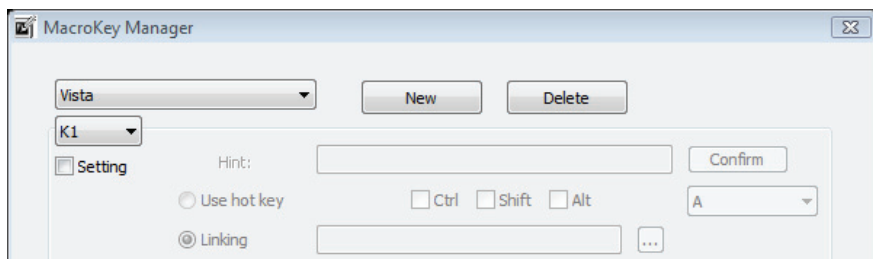 MacroKey Manager
Vista
New
Delete
K1
Setting
Hint:
Confirm
Use hot key
Ctrl
Shift
Alt
A
Linking
...